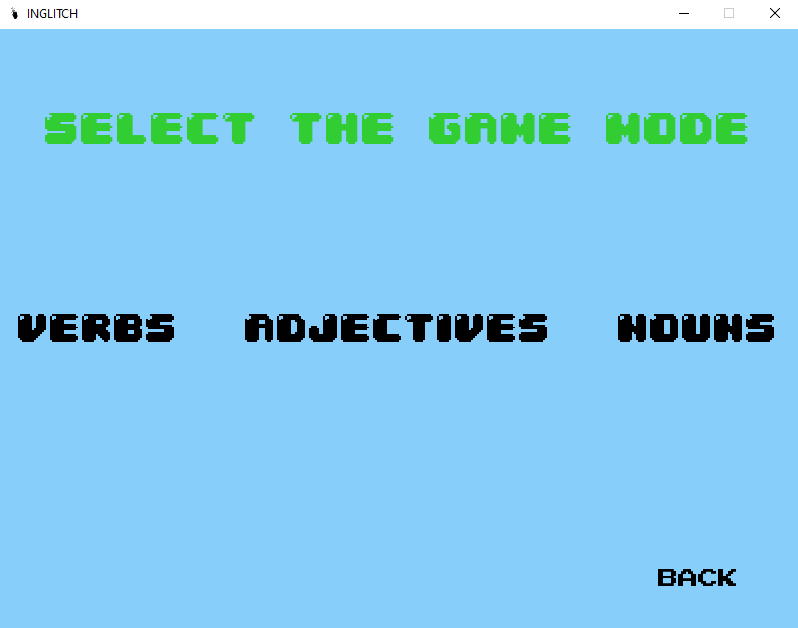 INGLITCH
SELECT THE GAME MODE
VERBS ADJECTIVES NOUNS
BACK